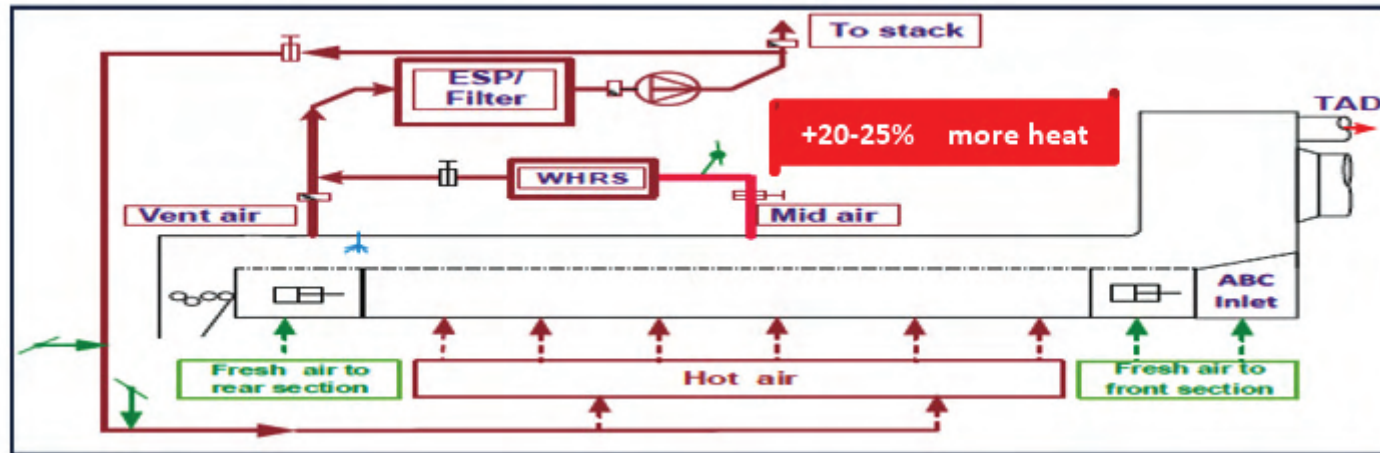 To stack
ESP/
Filter
+20-25% more heat
TAD
WHRS
Vent air
Mid air
ABC
Inlet
Fresh air to
rear section
Hot air
Fresh air to
front section